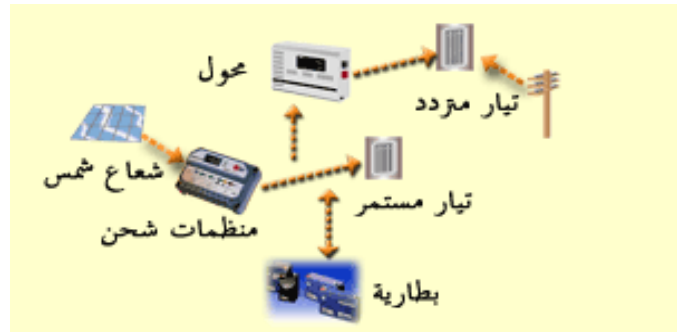 محول
تيار متردد
شعاع شمس
تيار مستمر
منظمات شحن
بطارية